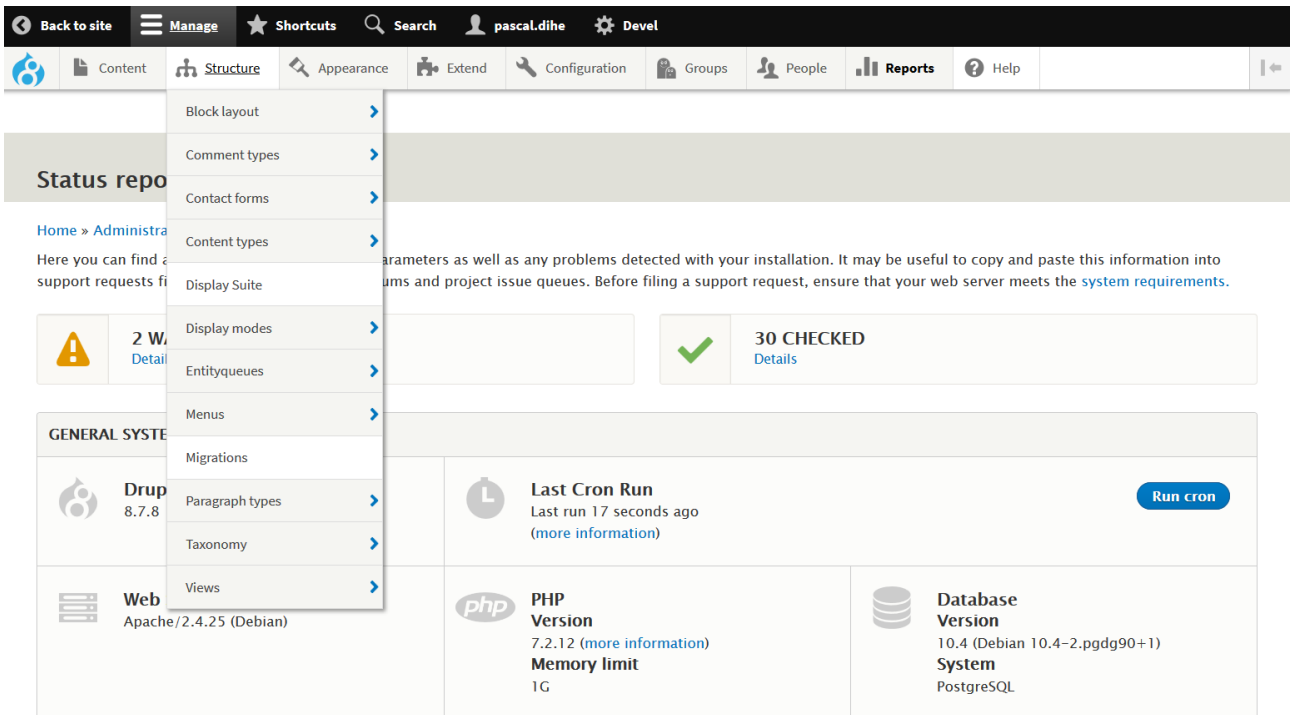 Back to site Manage Shortcuts Search pascal.dihe Devel
Content Structure Appearance Extend Configuration Groups People Reports Help
Block layout
Comment types
Status repo
Contact forms
Home » Administra
Content types
Here you can find a arameters as well as any problems detected with your installation. It may be useful to copy and paste this information into
support requests fi ums and project issue queues. Before filing a support request, ensure that your web server meets the system requirements.
Display Suite
Display modes
2 WA
Detail
30 CHECKED
Details
Entityqueues
Menus
GENERAL SYSTE
Migrations
Drup
8.7.8
Last Cron Run
Last run 17 seconds ago
(more information)
Run cron
Paragraph types
Taxonomy
Views
Web
Apache/2.4.25 (Debian)
php
PHP
Version
7.2.12 (more information)
Memory limit
1G
Database
Version
10.4 (Debian 10.4-2.pgdg90+1)
System
PostgreSQL